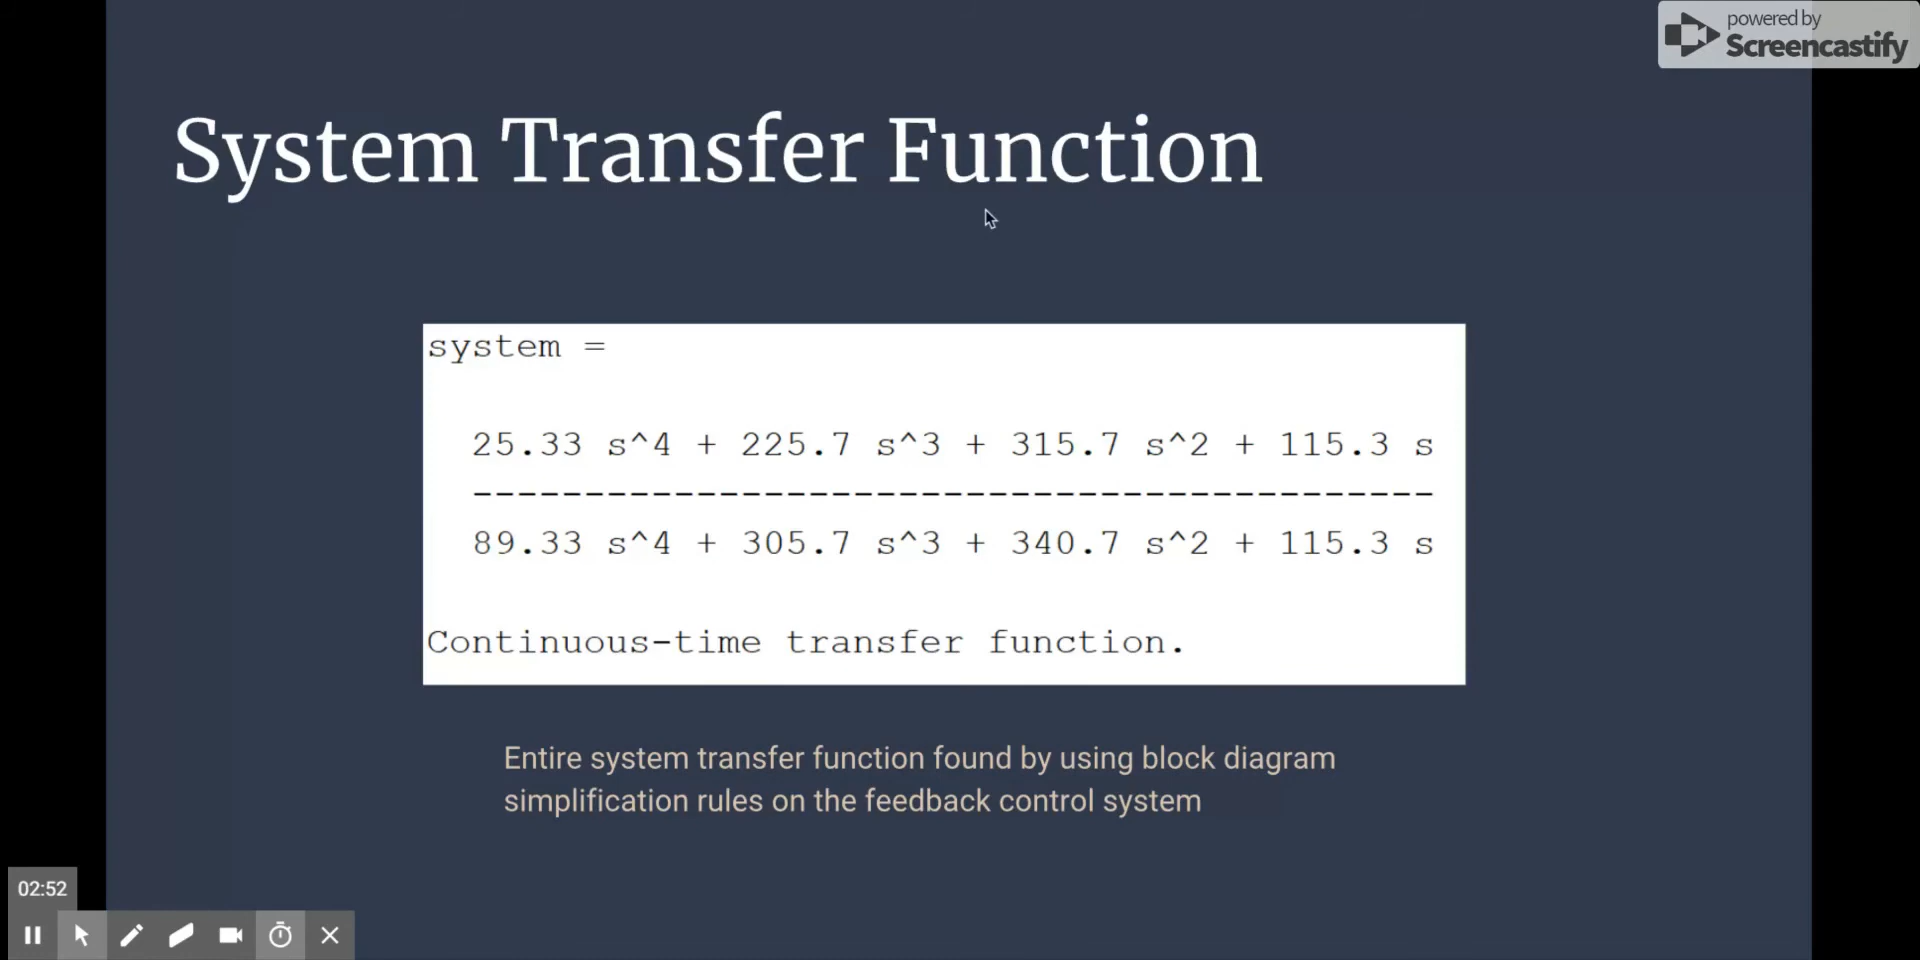 powered by
Screencastify
System Transfer Function
system =
25.33 s^4 + 225.7 s^3 + 315.7 s^2 + 115.3 s
-------------------------------------------
89.33 s^4 + 305.7 s^3 + 340.7 s^2 + 115.3 s
Continuous-time transfer function.
Entire system transfer function found by using block diagram
simplification rules on the feedback control system
02:52